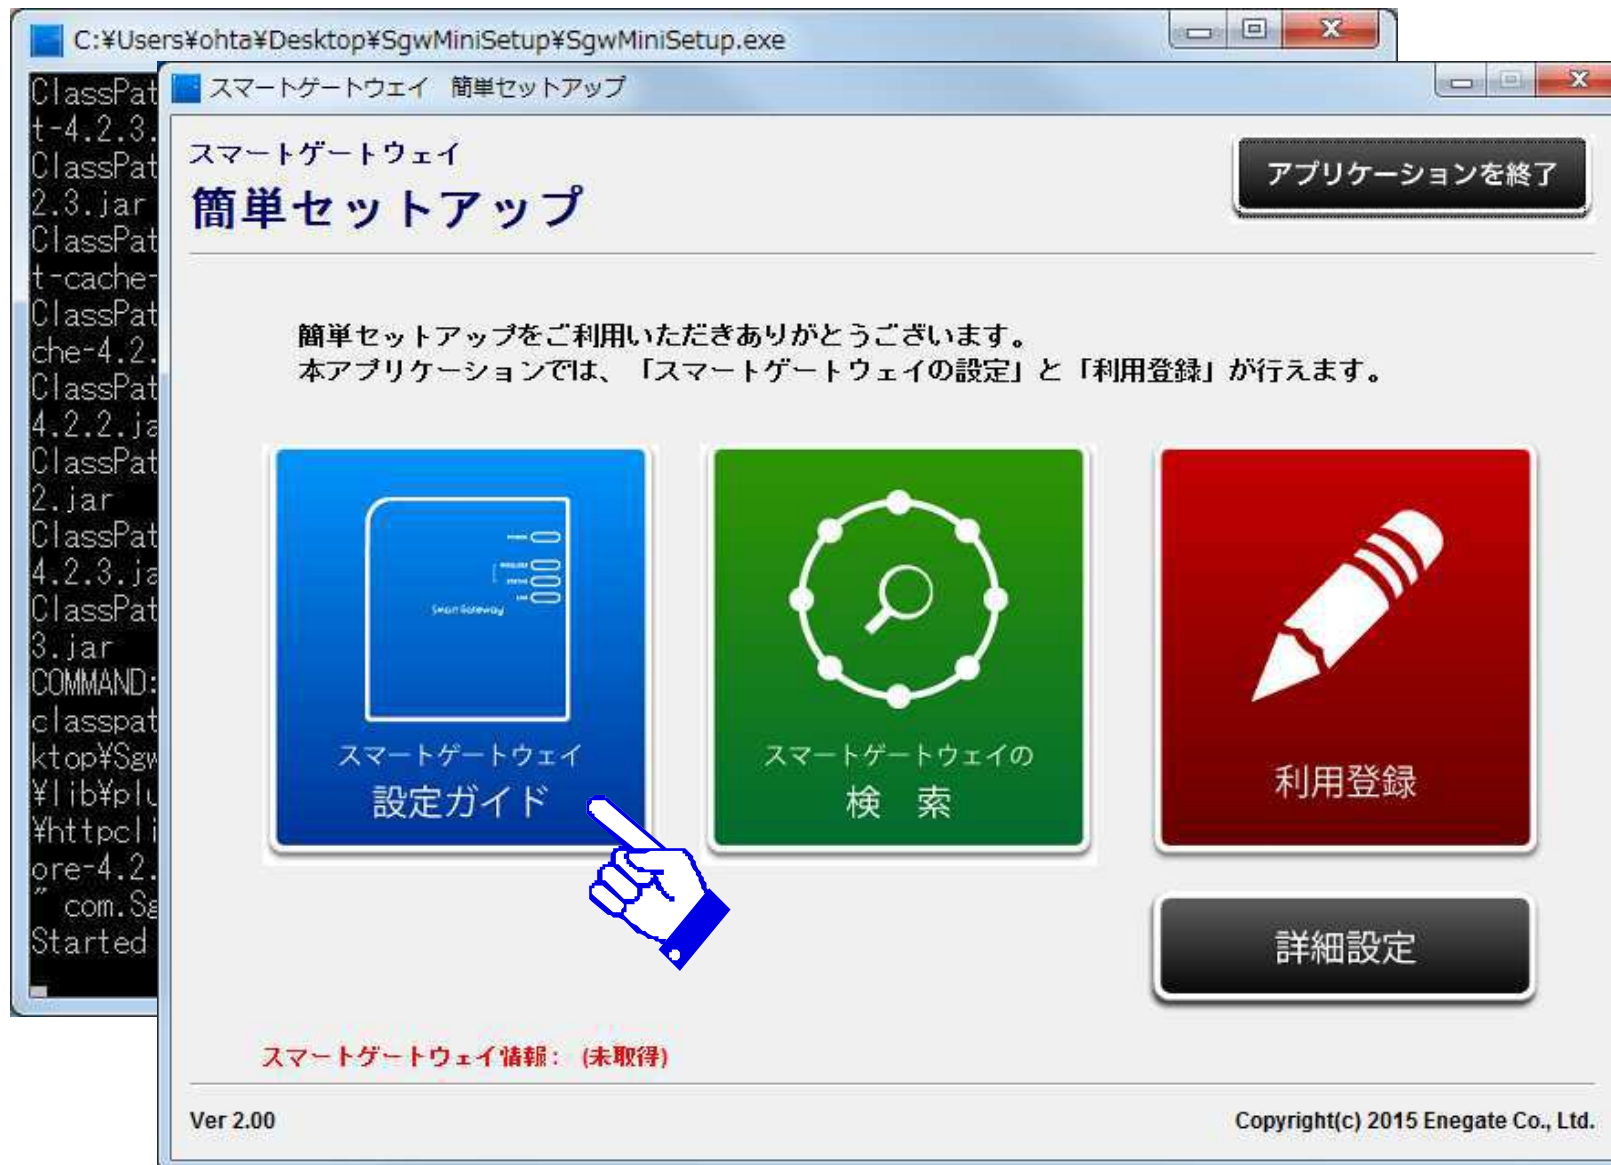 C:¥Users¥ohta¥Desktop¥SgwMiniSetup¥SgwMiniSetup.exe
ClassPat
t-4.2.3.
ClassPat
2.3.jar
ClassPat
t-cache-
ClassPat
che-4.2.
ClassPat
4.2.2.ja
ClassPat
2.jar
ClassPat
4.2.3.ja
ClassPat
3.jar
COMMAND:
classpat
ktop¥Sgw
¥lib¥plu
¥httpcli
ore-4.2.
" com.Sg
Started
スマートゲートウェイ 簡単セットアップ
スマートゲートウェイ
簡単セットアップ
アプリケーションを終了
簡単セットアップをご利用いただきありがとうございます。
本アプリケーションでは、「スマートゲートウェイの設定」と「利用登録」が行えます。
Smart Gateway
スマートゲートウェイ
設定ガイド
スマートゲートウェイの
検 索
利用登録
詳細設定
スマートゲートウェイ情報: (未取得)
Ver 2.00
Copyright(c) 2015 Enegate Co., Ltd.